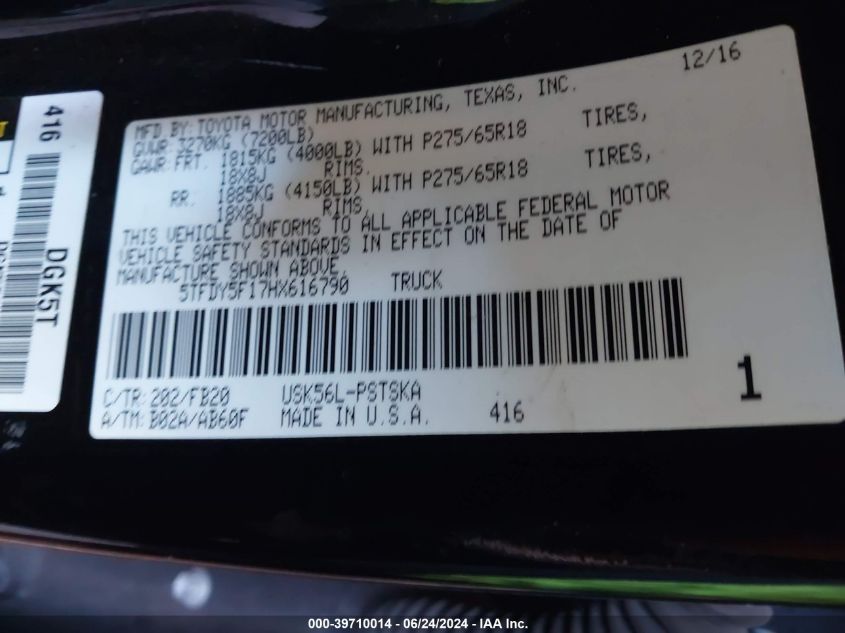 12/16
MFD BY: TOYOTA MOTOR MANUFACTURING, TEXAS, INC.
GVWR: 3270KG (7200LB)
GAWR: FRT. 1815KG (4000LB) WITH P275/65R18 TIRES,
18X8J RIMS.
RR. 1885KG (4150LB) WITH P275/65R18 TIRES,
18X8J RIMS.
THIS VEHICLE CONFORMS TO ALL APPLICABLE FEDERAL MOTOR
VEHICLE SAFETY STANDARDS IN EFFECT ON THE DATE OF
MANUFACTURE SHOWN ABOVE.
5TFDY5F17HX616790 TRUCK
C/TR: 202/FB20 USK56L-PSTSKA
A/TM: B02A/AB60F MADE IN U.S.A. 416
1
416
DGK5T
000-39710014 - 06/24/2024 - IAA Inc.